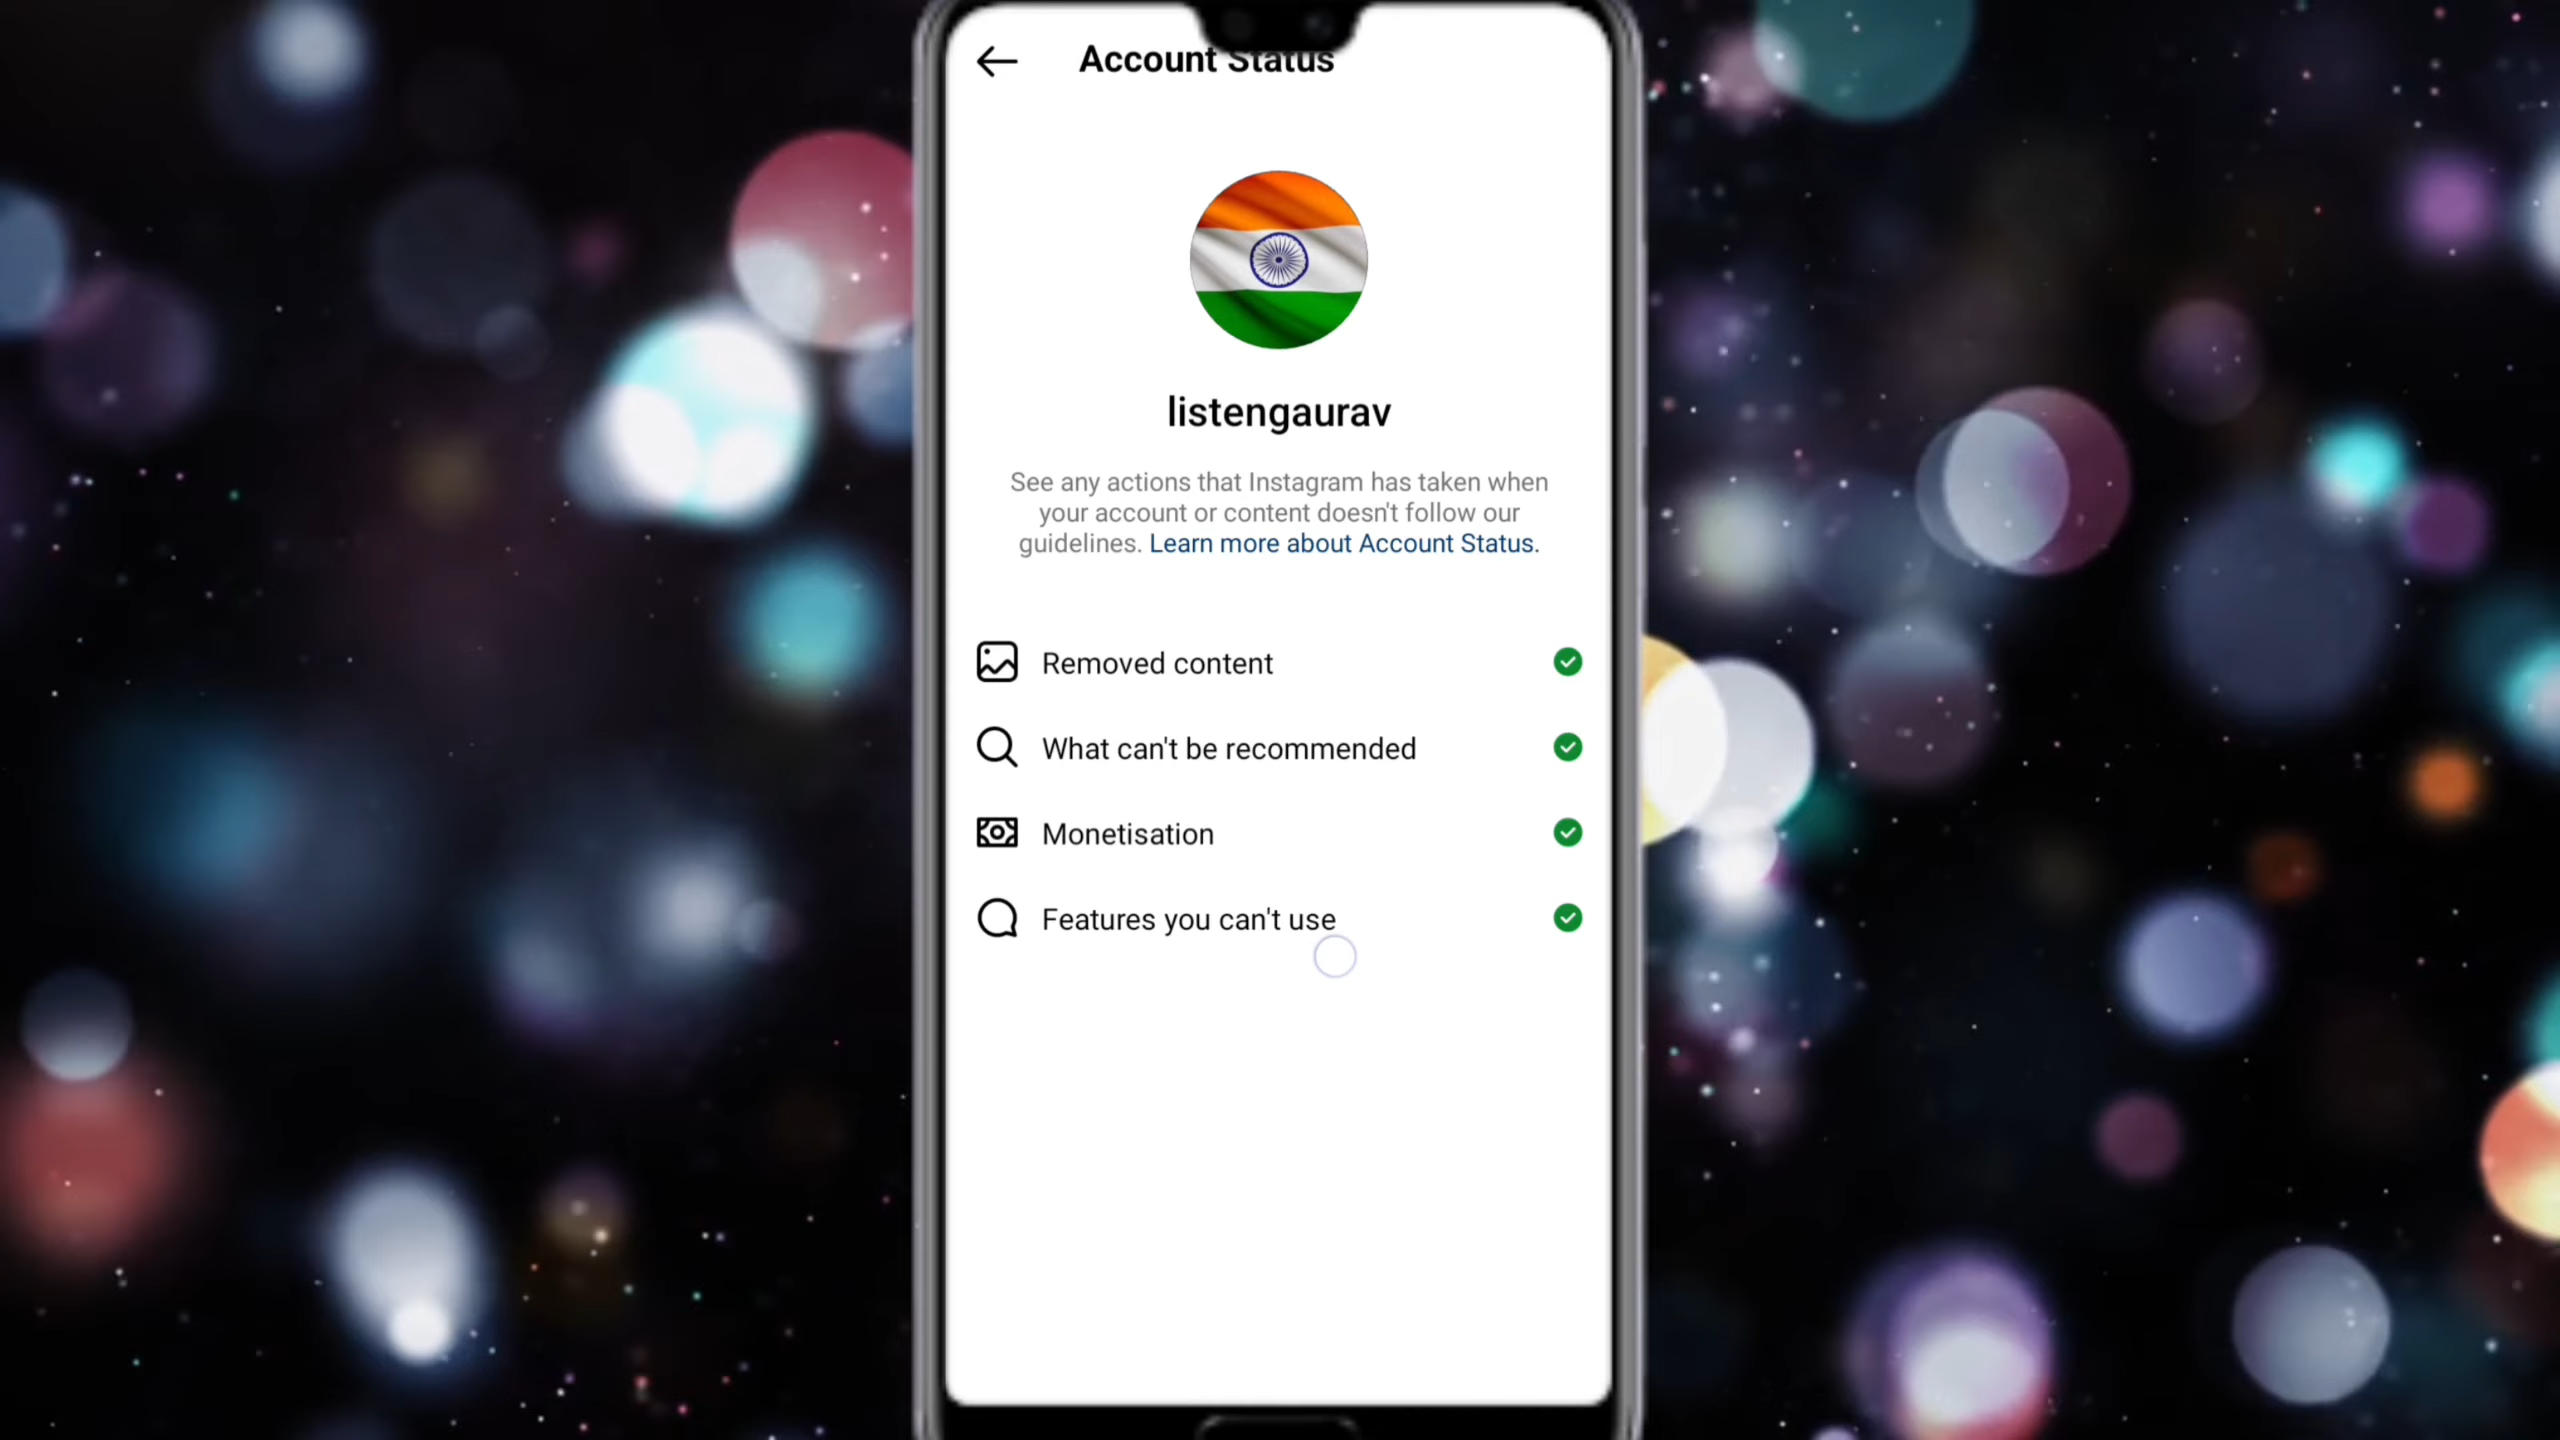 Account Status
listengaurav
See any actions that Instagram has taken when
your account or content doesn't follow our
guidelines. Learn more about Account Status.
Removed content
What can't be recommended
Monetisation
Features you can't use